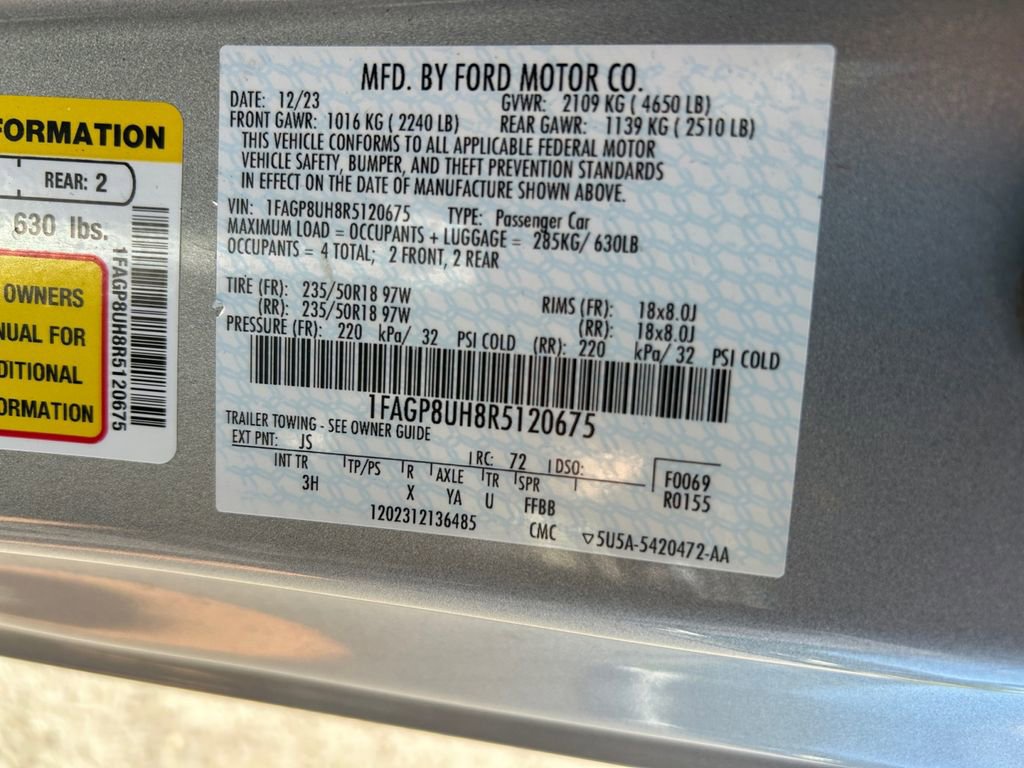 FORMATION
REAR: 2
630 lbs.
OWNERS
NUAL FOR
DITIONAL
ORMATION
1FAGP8UH8R5120675
MFD. BY FORD MOTOR CO.
DATE: 12/23 GVWR: 2109 KG ( 4650 LB)
FRONT GAWR: 1016 KG ( 2240 LB) REAR GAWR: 1139 KG ( 2510 LB)
THIS VEHICLE CONFORMS TO ALL APPLICABLE FEDERAL MOTOR
VEHICLE SAFETY, BUMPER, AND THEFT PREVENTION STANDARDS
IN EFFECT ON THE DATE OF MANUFACTURE SHOWN ABOVE.
VIN: 1FAGP8UH8R5120675 TYPE: Passenger Car
MAXIMUM LOAD = OCCUPANTS + LUGGAGE = 285KG/ 630LB
OCCUPANTS = 4 TOTAL; 2 FRONT, 2 REAR
TIRE (FR): 235/50R18 97W RIMS (FR): 18x8.0J
(RR): 235/50R18 97W (RR): 18x8.0J
PRESSURE (FR): 220 kPa/ 32 PSI COLD (RR): 220 kPa/ 32 PSI COLD
1FAGP8UH8R5120675
TRAILER TOWING - SEE OWNER GUIDE
EXT PNT: JS RC: 72 DSO: F0069
INT TR TP/PS R AXLE TR SPR R0155
3H X YA U FFBB
1202312136485 CMC ▽5U5A-5420472-AA